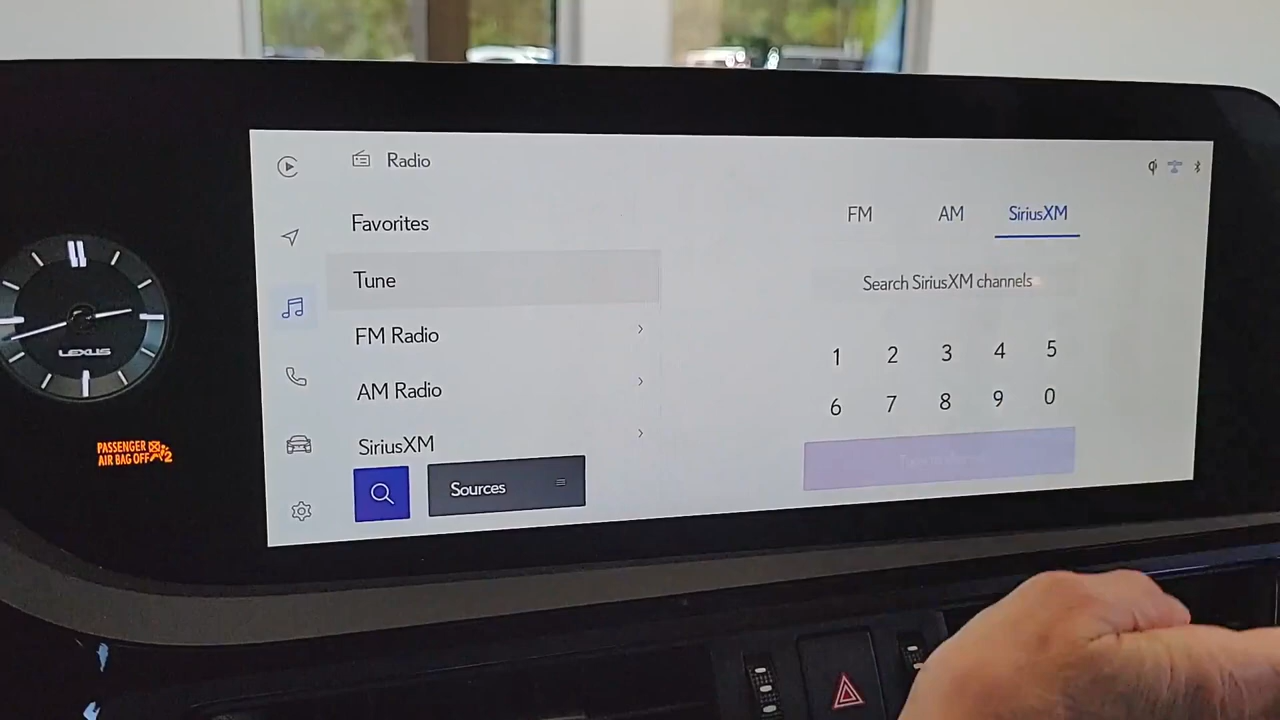 Radio
Favorites
Tune
FM Radio
AM Radio
SiriusXM
Sources
FM AM SiriusXM
Search SiriusXM channels
1 2 3 4 5
6 7 8 9 0
LEXUS
PASSENGER
AIR BAG OFF 2